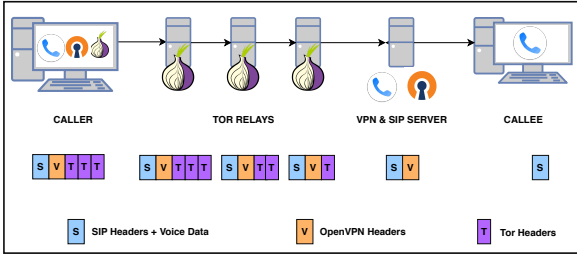 CALLER TOR RELAYS VPN & SIP SERVER CALLEE
S V T T T S V T T T S V T T S V T S V S
S SIP Headers + Voice Data V OpenVPN Headers T Tor Headers